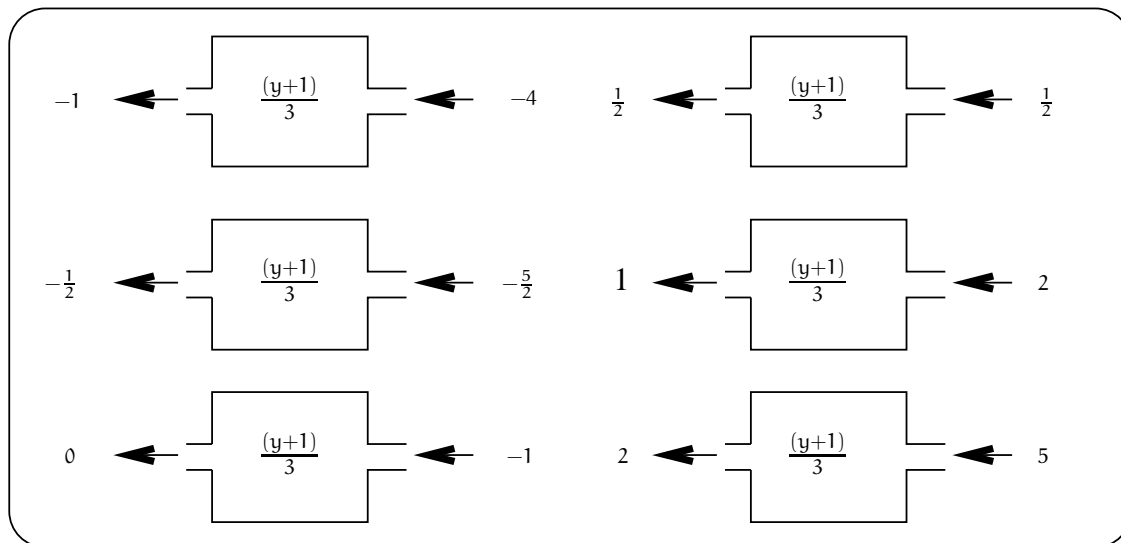 −1 (y+1)/3 −4 1/2 (y+1)/3 1/2
−1/2 (y+1)/3 −5/2 1 (y+1)/3 2
0 (y+1)/3 −1 2 (y+1)/3 5